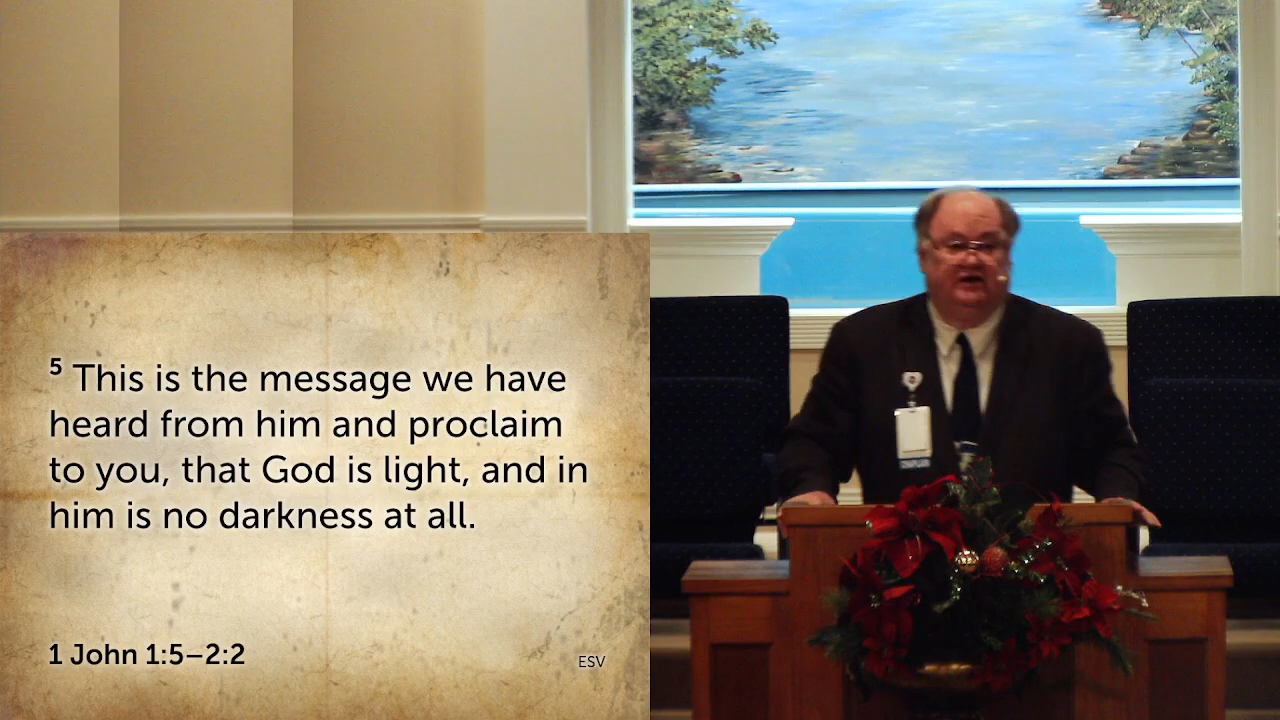 5 This is the message we have
heard from him and proclaim
to you, that God is light, and in
him is no darkness at all.
1 John 1:5–2:2
ESV